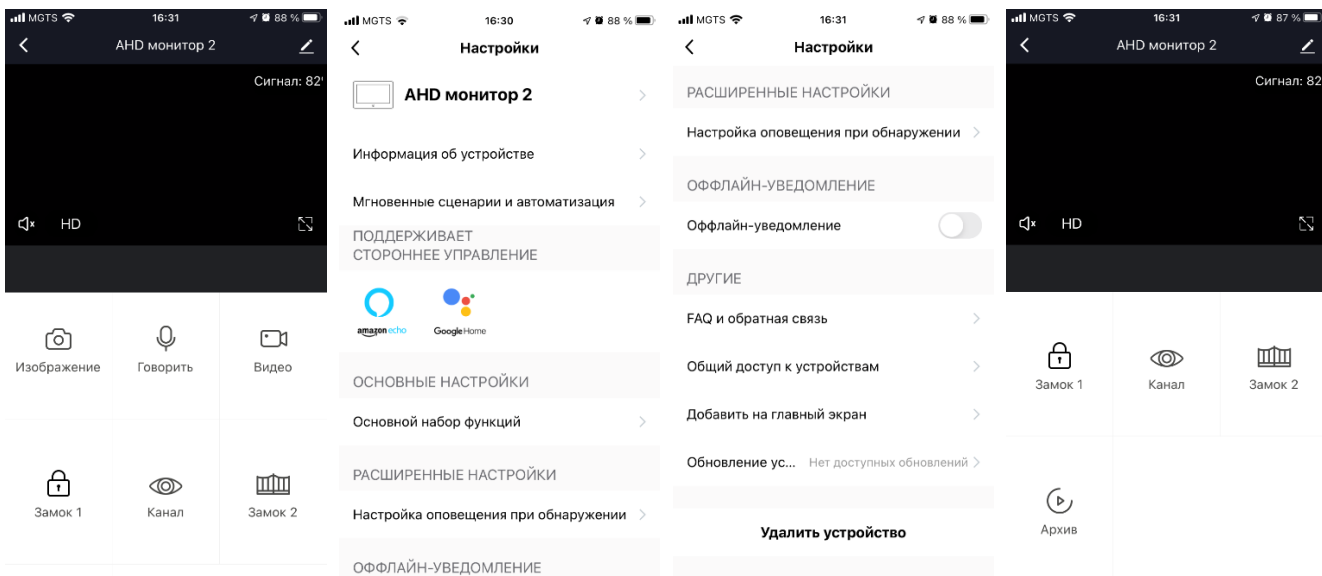 MGTS
16:31
88 %
AHD монитор 2
Сигнал: 82
HD
Изображение
Говорить
Видео
Замок 1
Канал
Замок 2
MGTS
16:30
88 %
Настройки
AHD монитор 2
Информация об устройстве
Мгновенные сценарии и автоматизация
ПОДДЕРЖИВАЕТ
СТОРОННЕЕ УПРАВЛЕНИЕ
amazon echo
Google Home
ОСНОВНЫЕ НАСТРОЙКИ
Основной набор функций
РАСШИРЕННЫЕ НАСТРОЙКИ
Настройка оповещения при обнаружении
ОФФЛАЙН-УВЕДОМЛЕНИЕ
MGTS
16:31
88 %
Настройки
РАСШИРЕННЫЕ НАСТРОЙКИ
Настройка оповещения при обнаружении
ОФФЛАЙН-УВЕДОМЛЕНИЕ
Оффлайн-уведомление
ДРУГИЕ
FAQ и обратная связь
Общий доступ к устройствам
Добавить на главный экран
Обновление ус... Нет доступных обновлений
Удалить устройство
MGTS
16:31
87 %
AHD монитор 2
Сигнал: 82
HD
Замок 1
Канал
Замок 2
Архив